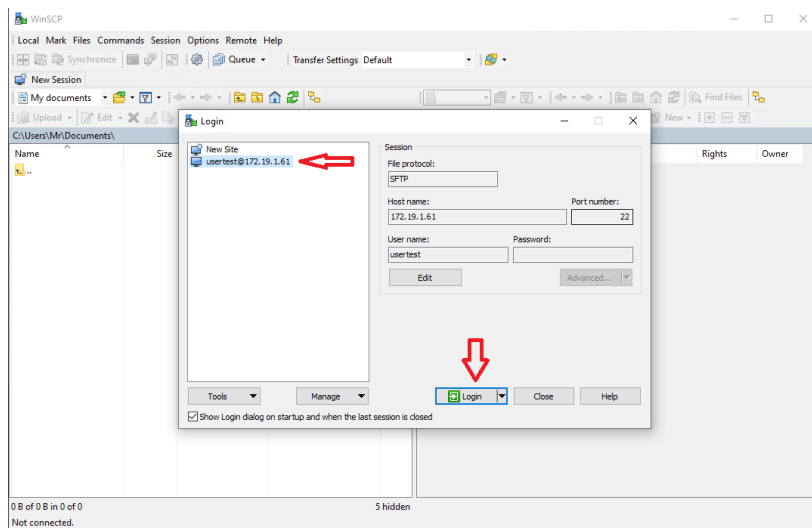 WinSCP
Local Mark Files Commands Session Options Remote Help
Synchronize Queue Transfer Settings Default
New Session
My documents Find Files
Upload Edit New
C:\Users\Mr\Documents\
Name Size Rights Owner
..
Login
New Site
usertest@172.19.1.61
Session
File protocol:
SFTP
Host name: Port number:
172.19.1.61 22
User name: Password:
usertest
Edit Advanced...
Tools Manage Login Close Help
Show Login dialog on startup and when the last session is closed
0 B of 0 B in 0 of 0 5 hidden
Not connected.